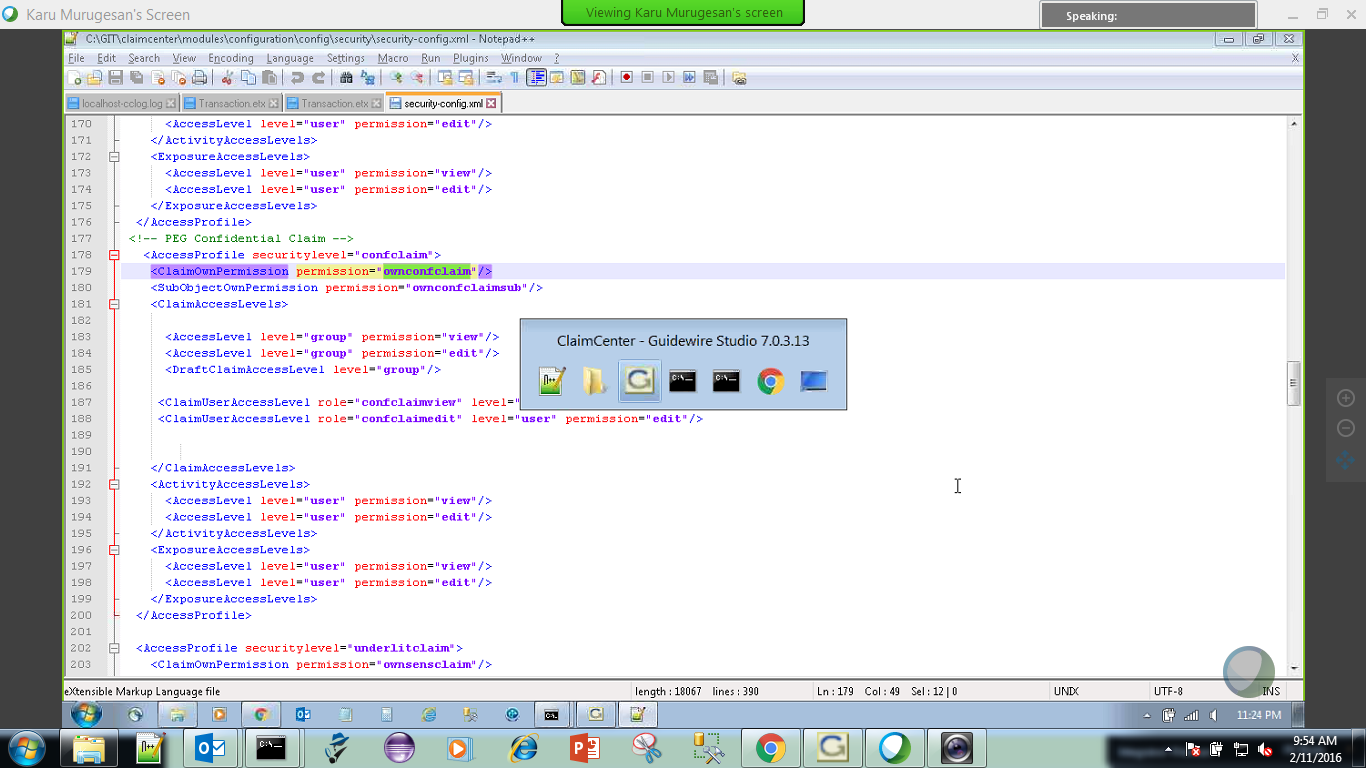 Karu Murugesan's Screen
Viewing Karu Murugesan's screen
Speaking:
C:\GIT\claimcenter\modules\configuration\config\security\security-config.xml - Notepad++
File Edit Search View Encoding Language Settings Macro Run Plugins Window ? X
localhost-cclog.log Transaction.etx Transaction.etx security-config.xml
170 <AccessLevel level="user" permission="edit"/>
171 </ActivityAccessLevels>
172 <ExposureAccessLevels>
173 <AccessLevel level="user" permission="view"/>
174 <AccessLevel level="user" permission="edit"/>
175 </ExposureAccessLevels>
176 </AccessProfile>
177 <!-- PEG Confidential Claim -->
178 <AccessProfile securitylevel="confclaim">
179 <ClaimOwnPermission permission="ownconfclaim"/>
180 <SubObjectOwnPermission permission="ownconfclaimsub"/>
181 <ClaimAccessLevels>
182
183 <AccessLevel level="group" permission="view"/>
184 <AccessLevel level="group" permission="edit"/>
185 <DraftClaimAccessLevel level="group"/>
186
187 <ClaimUserAccessLevel role="confclaimview" level="
188 <ClaimUserAccessLevel role="confclaimedit" level="user" permission="edit"/>
189
190
191 </ClaimAccessLevels>
192 <ActivityAccessLevels>
193 <AccessLevel level="user" permission="view"/>
194 <AccessLevel level="user" permission="edit"/>
195 </ActivityAccessLevels>
196 <ExposureAccessLevels>
197 <AccessLevel level="user" permission="view"/>
198 <AccessLevel level="user" permission="edit"/>
199 </ExposureAccessLevels>
200 </AccessProfile>
201
202 <AccessProfile securitylevel="underlitclaim">
203 <ClaimOwnPermission permission="ownsensclaim"/>
ClaimCenter - Guidewire Studio 7.0.3.13
eXtensible Markup Language file length : 18067 lines : 390 Ln : 179 Col : 49 Sel : 12 | 0 UNIX UTF-8 INS
11:24 PM
9:54 AM
2/11/2016